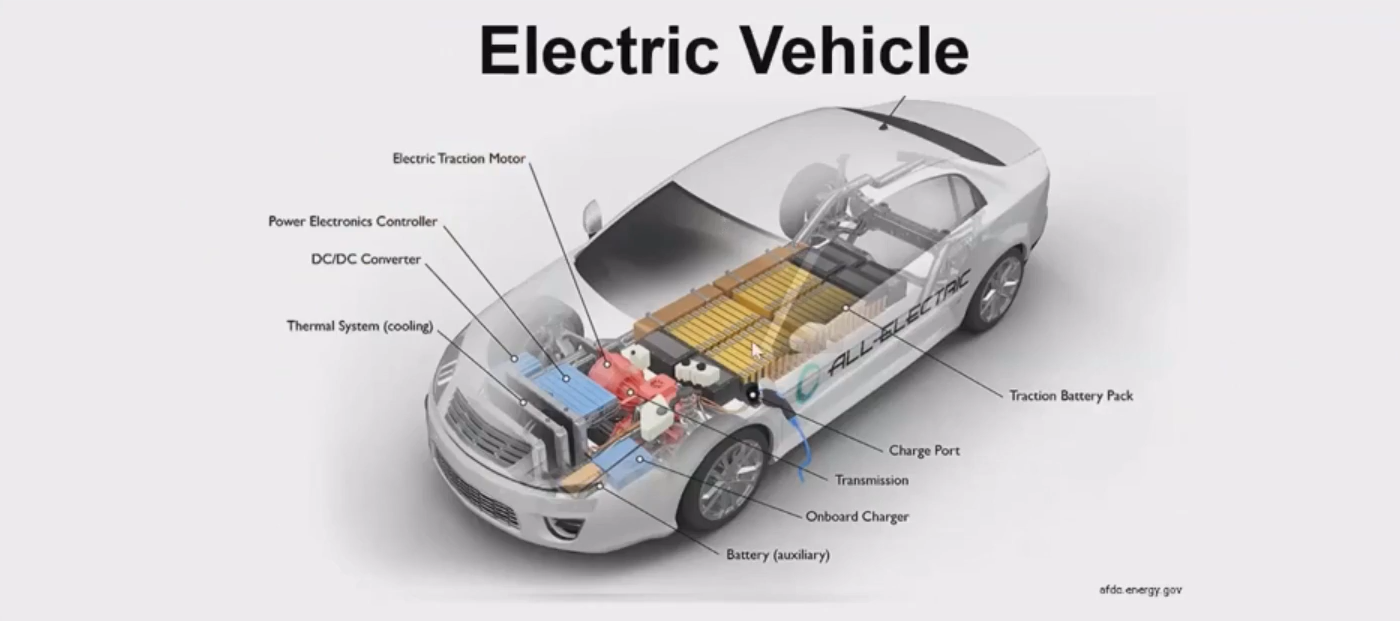 Electric Vehicle
Electric Traction Motor
Power Electronics Controller
DC/DC Converter
Thermal System (cooling)
ALL-ELECTRIC
Traction Battery Pack
Charge Port
Transmission
Onboard Charger
Battery (auxiliary)
afdc.energy.gov